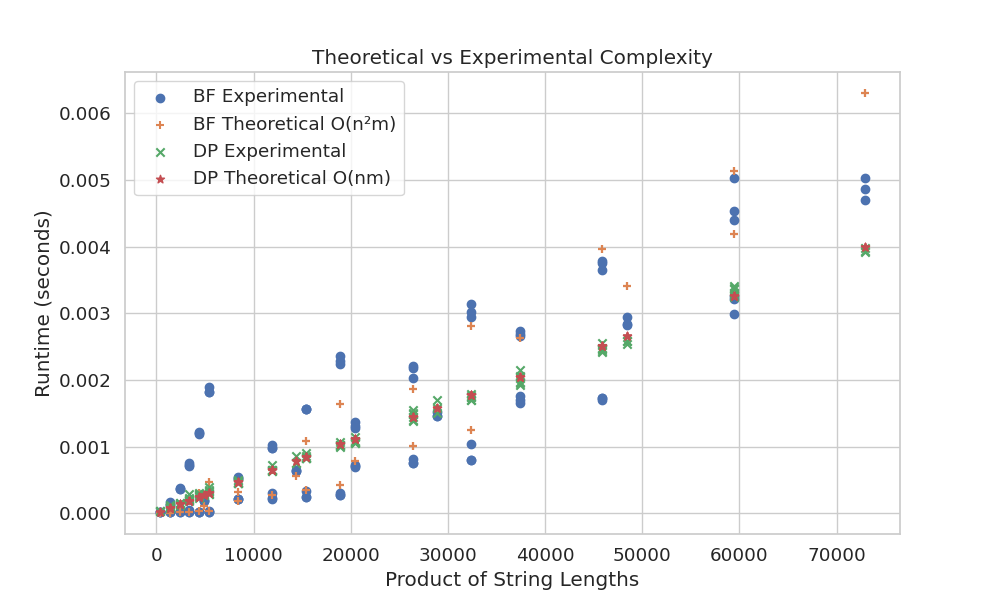 Theoretical vs Experimental Complexity
BF Experimental
BF Theoretical O(n²m)
DP Experimental
DP Theoretical O(nm)
Runtime (seconds)
0.006
0.005
0.004
0.003
0.002
0.001
0.000
0 10000 20000 30000 40000 50000 60000 70000
Product of String Lengths